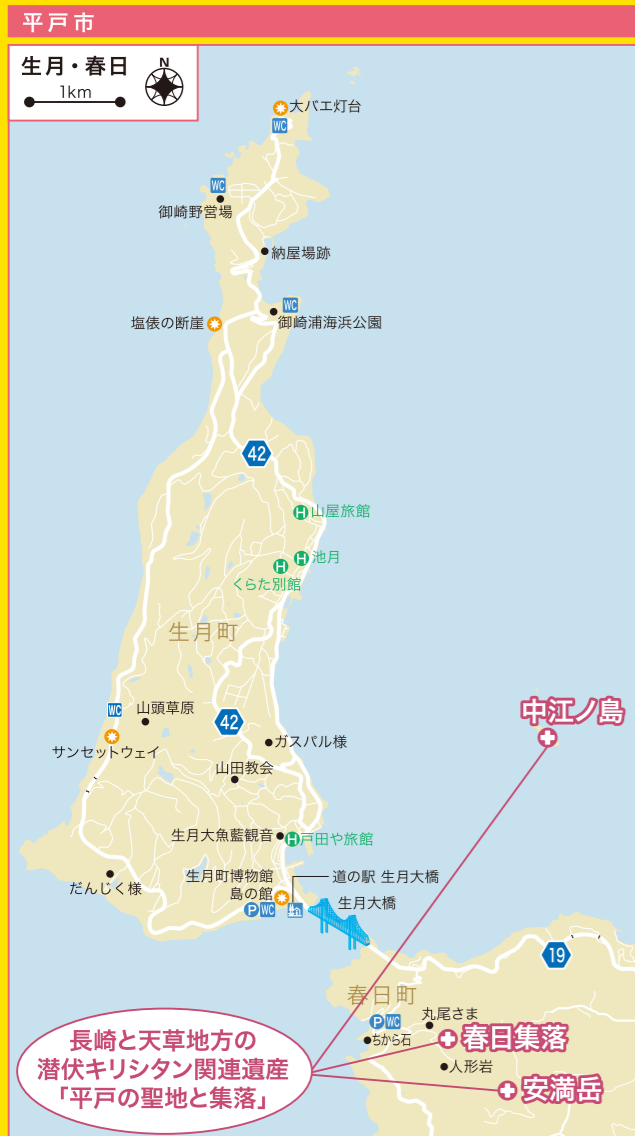 平戸市
生月・春日
N
1km
大バエ灯台
WC
WC
御崎野営場
納屋場跡
WC
塩俵の断崖
御崎浦海浜公園
42
H山屋旅館
H池月
H
くらた別館
生月町
中江ノ島
WC
山頭草原
42
サンセットウェイ
ガスパル様
山田教会
生月大魚藍観音
H戸田や旅館
生月町博物館
島の館
道の駅 生月大橋
だんじく様
P WC
生月大橋
19
春日町
丸尾さま
P WC
ちから石
春日集落
人形岩
安満岳
長崎と天草地方の
潜伏キリシタン関連遺産
「平戸の聖地と集落」